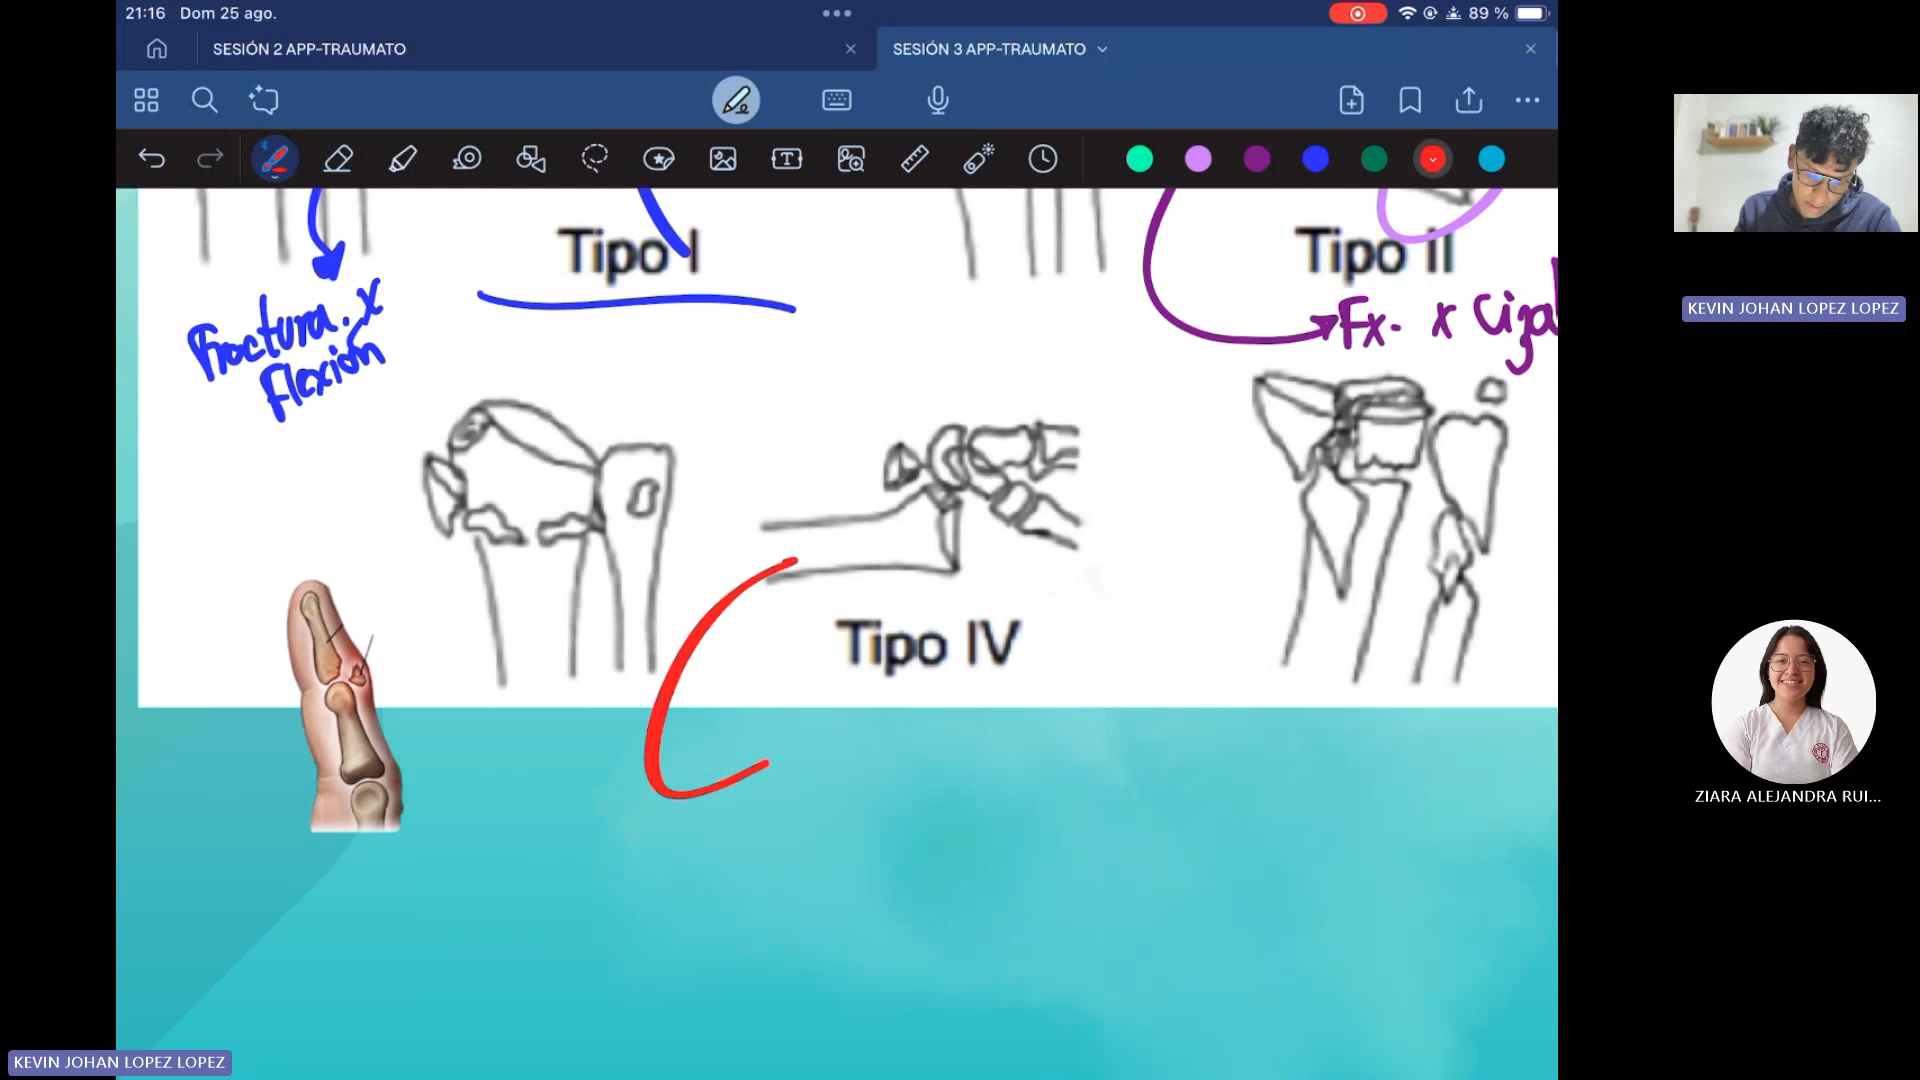 21:16 Dom 25 ago.
89 %
SESIÓN 2 APP-TRAUMATO
SESIÓN 3 APP-TRAUMATO
Tipo I
Tipo II
Fractura. x
Flexión
Fx. x Ciza
Tipo IV
KEVIN JOHAN LOPEZ LOPEZ
ZIARA ALEJANDRA RUI...
KEVIN JOHAN LOPEZ LOPEZ